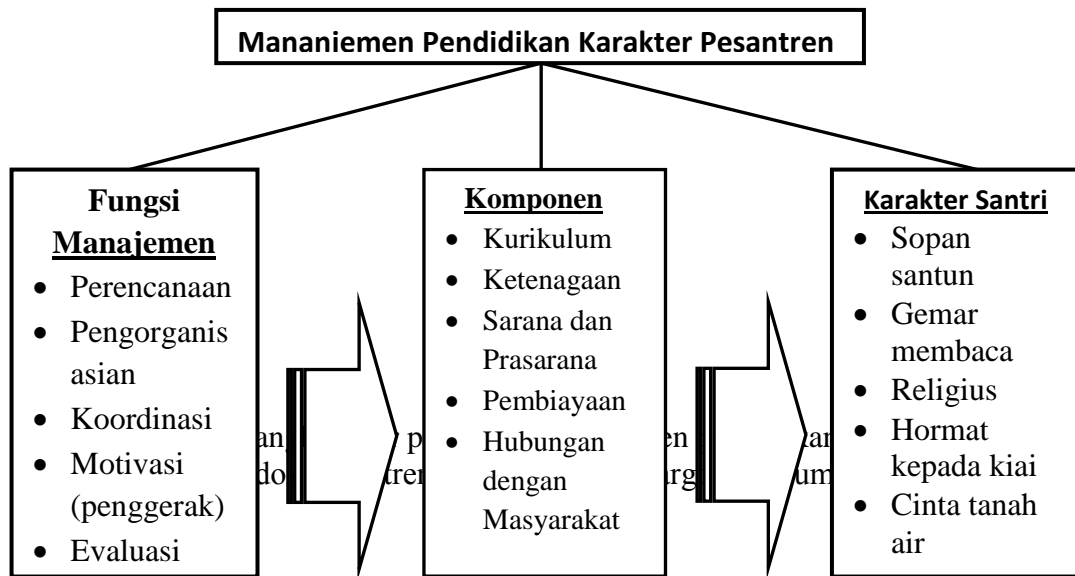 Mananiemen Pendidikan Karakter Pesantren
Fungsi
Manajemen
• Perencanaan
• Pengorganis
asian
• Koordinasi
• Motivasi
(penggerak)
• Evaluasi
Komponen
• Kurikulum
• Ketenagaan
• Sarana dan
Prasarana
• Pembiayaan
• Hubungan
dengan
Masyarakat
Karakter Santri
• Sopan
santun
• Gemar
membaca
• Religius
• Hormat
kepada kiai
• Cinta tanah
air